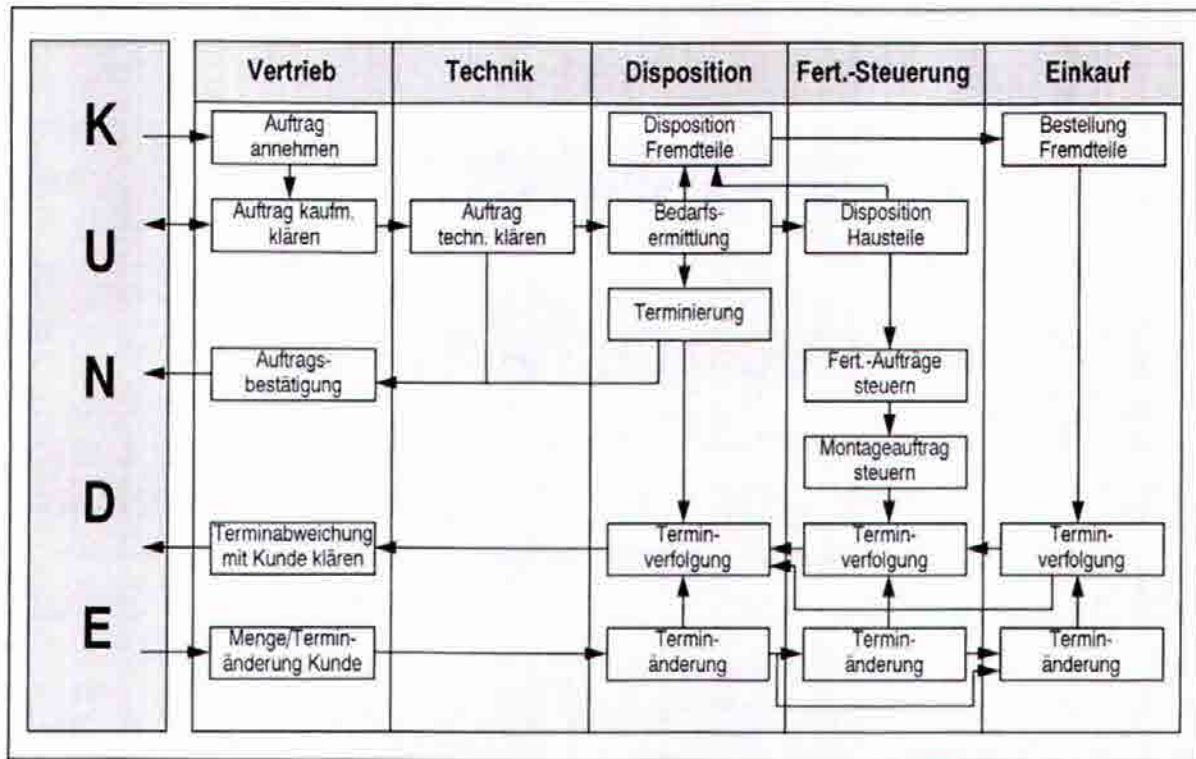 K
U
N
D
E
Vertrieb
Technik
Disposition
Fert.-Steuerung
Einkauf
Auftrag
annehmen
Disposition
Fremdteile
Bestellung
Fremdteile
Auftrag kaufm.
klären
Auftrag
techn. klären
Bedarfs-
ermittlung
Disposition
Hausteile
Terminierung
Auftrags-
bestätigung
Fert.-Aufträge
steuern
Montageauftrag
steuern
Terminabweichung
mit Kunde klären
Termin-
verfolgung
Termin-
verfolgung
Termin-
verfolgung
Menge/Termin-
änderung Kunde
Termin-
änderung
Termin-
änderung
Termin-
änderung